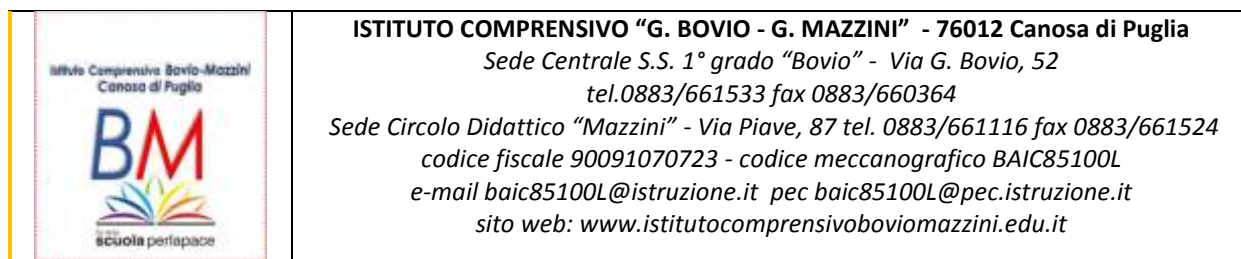 Istituto Comprensivo Bovio-Mazzini
Canosa di Puglia
BM
scuola perlapace
ISTITUTO COMPRENSIVO “G. BOVIO - G. MAZZINI” - 76012 Canosa di Puglia
Sede Centrale S.S. 1° grado “Bovio” - Via G. Bovio, 52
tel.0883/661533 fax 0883/660364
Sede Circolo Didattico “Mazzini” - Via Piave, 87 tel. 0883/661116 fax 0883/661524
codice fiscale 90091070723 - codice meccanografico BAIC85100L
e-mail baic85100L@istruzione.it pec baic85100L@pec.istruzione.it
sito web: www.istitutocomprensivoboviomazzini.edu.it